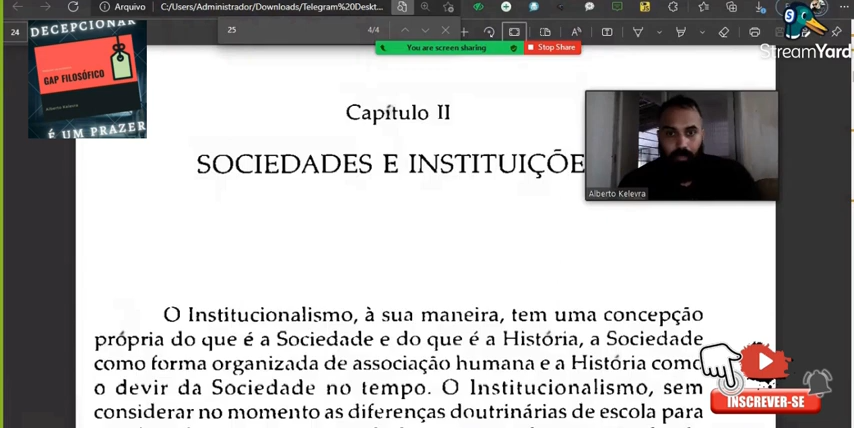 24
Arquivo
C:/Users/Administrador/Downloads/Telegram%20Deskt...
25
4/4
You are screen sharing
Stop Share
StreamYard
DECEPCIONAR
GAP FILOSÓFICO
Alberto Kelevra
É UM PRAZER
Capítulo II
SOCIEDADES E INSTITUIÇÕE
Alberto Kelevra
O Institucionalismo, à sua maneira, tem uma concepção
própria do que é a Sociedade e do que é a História, a Sociedade
como forma organizada de associação humana e a História como
o devir da Sociedade no tempo. O Institucionalismo, sem
considerar no momento as diferenças doutrinárias de escola para
INSCREVER-SE